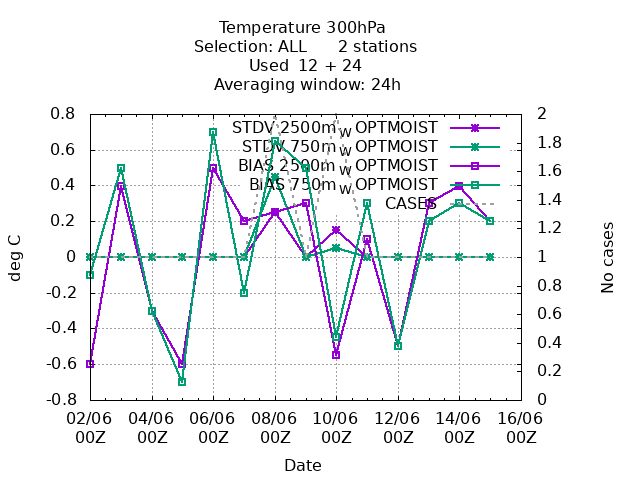 Temperature 300hPa
Selection: ALL 2 stations
Used 12 + 24
Averaging window: 24h
STDV 2500m_W OPTMOIST
STDV 750m_W OPTMOIST
BIAS 2500m_W OPTMOIST
BIAS 750m_W OPTMOIST
CASES
deg C
0.8
0.6
0.4
0.2
0
-0.2
-0.4
-0.6
-0.8
2
1.8
1.6
1.4
1.2
1
0.8
0.6
0.4
0.2
0
No cases
02/06 04/06 06/06 08/06 10/06 12/06 14/06 16/06
00Z 00Z 00Z 00Z 00Z 00Z 00Z 00Z
Date